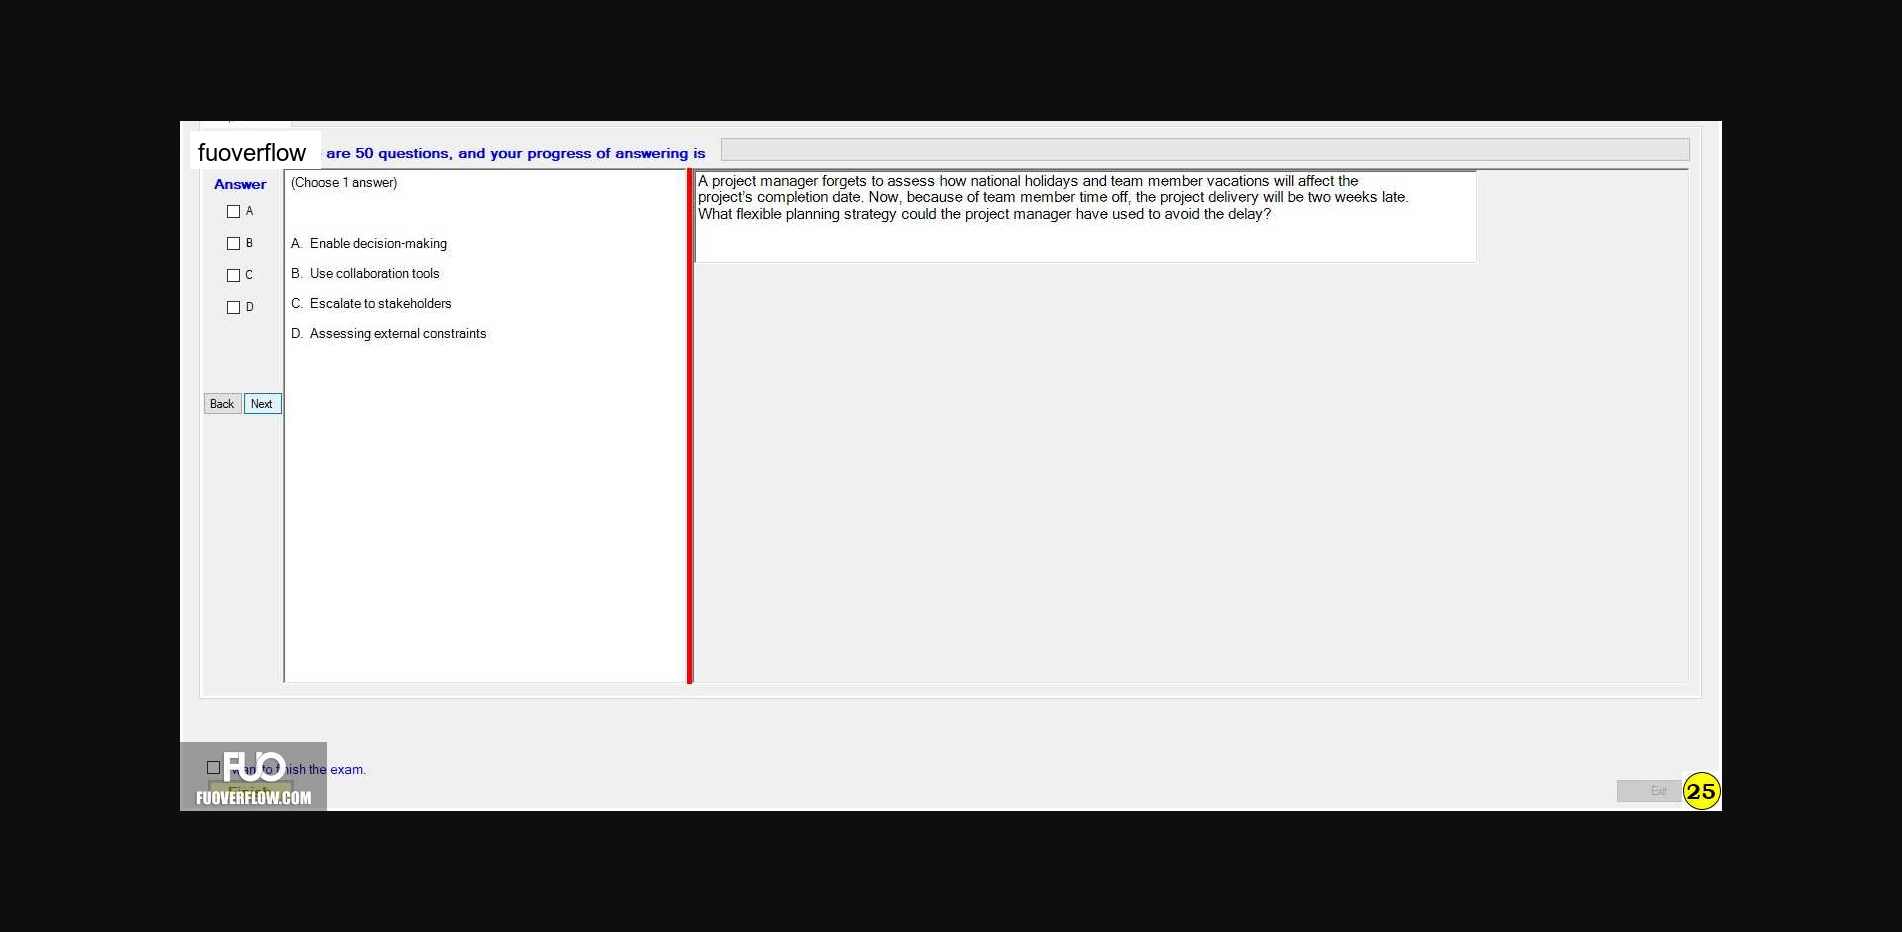 fuoverflow are 50 questions, and your progress of answering is
Answer
A
B
C
D
Back Next
(Choose 1 answer)
A. Enable decision-making
B. Use collaboration tools
C. Escalate to stakeholders
D. Assessing external constraints
A project manager forgets to assess how national holidays and team member vacations will affect the
project's completion date. Now, because of team member time off, the project delivery will be two weeks late.
What flexible planning strategy could the project manager have used to avoid the delay?
FUO
want to finish the exam.
Finish
FUOVERFLOW.COM
Exit
25